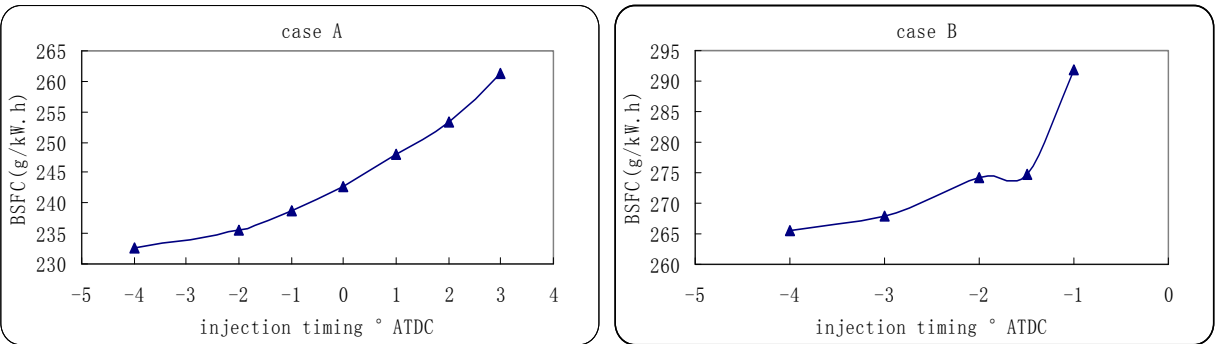 case A
265
260
255
250
245
240
235
230
BSFC(g/kW.h)
-5 -4 -3 -2 -1 0 1 2 3 4
injection timing ° ATDC
case B
295
290
285
280
275
270
265
260
BSFC(g/kW.h)
-5 -4 -3 -2 -1 0
injection timing ° ATDC